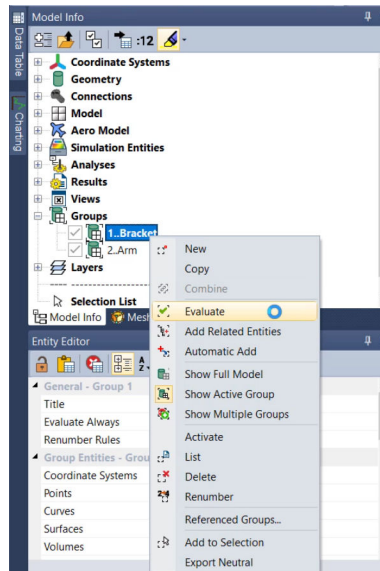 Model Info
Data Table
Charting
:12
Coordinate Systems
Geometry
Connections
Model
Aero Model
Simulation Entities
Analyses
Results
Views
Groups
1..Bracket
2..Arm
Layers
Selection List
Model Info
Mesh
New
Copy
Combine
Evaluate
Add Related Entities
Automatic Add
Show Full Model
Show Active Group
Show Multiple Groups
Activate
List
Delete
Renumber
Referenced Groups...
Add to Selection
Export Neutral
Entity Editor
General - Group 1
Title
Evaluate Always
Renumber Rules
Group Entities - Grou
Coordinate Systems
Points
Curves
Surfaces
Volumes